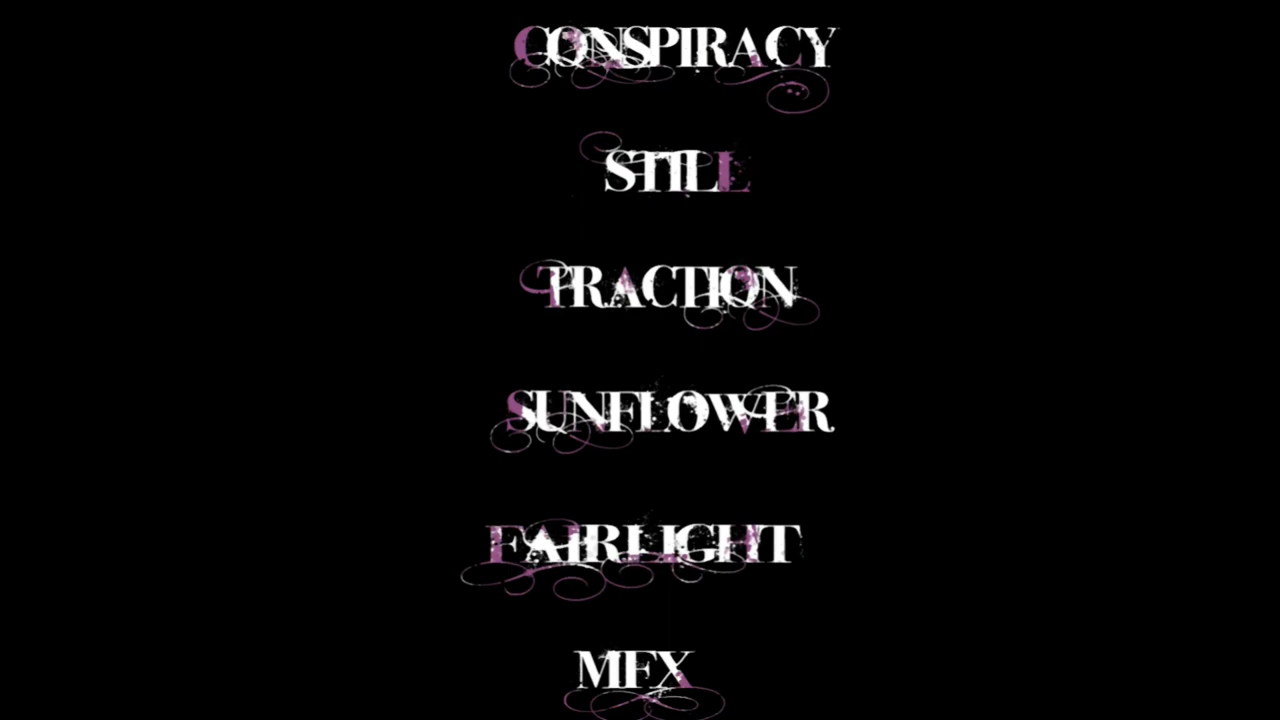 CONSPIRACY
STILL
TRACTION
SUNFLOWER
FAIRLIGHT
MFX